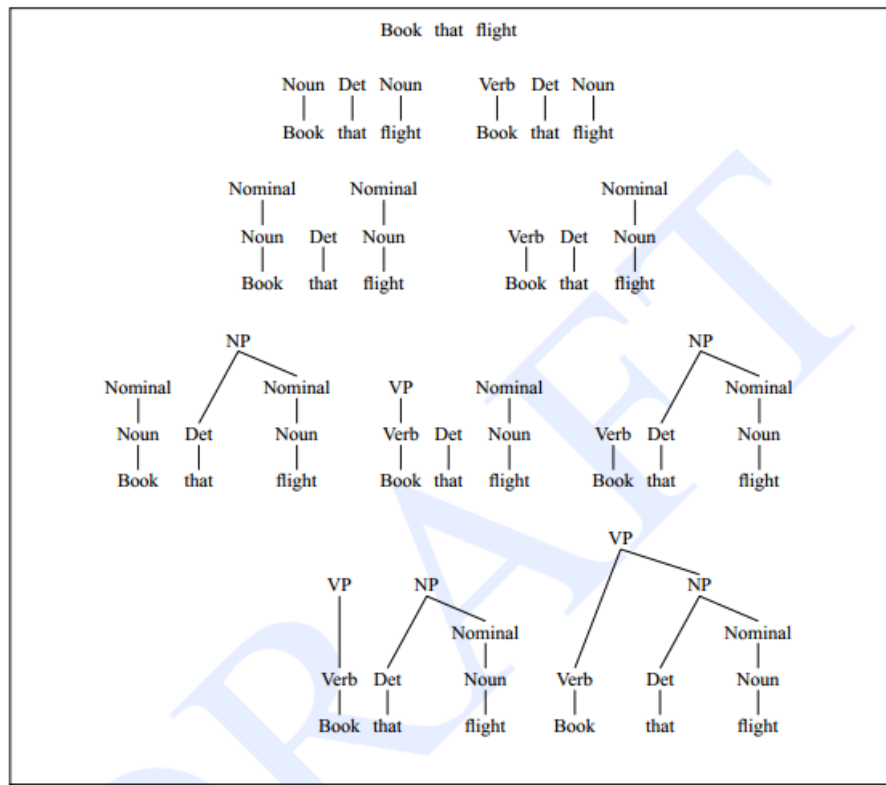 Book that flight
Noun Det Noun Verb Det Noun
Book that flight Book that flight
Nominal Nominal Nominal
Noun Det Noun Verb Det Noun
Book that flight Book that flight
NP NP
Nominal Nominal VP Nominal Nominal
Noun Det Noun Verb Det Noun Verb Det Noun
Book that flight Book that flight Book that flight
VP
VP NP NP
Nominal Nominal
Verb Det Noun Verb Det Noun
Book that flight Book that flight
DRAFT